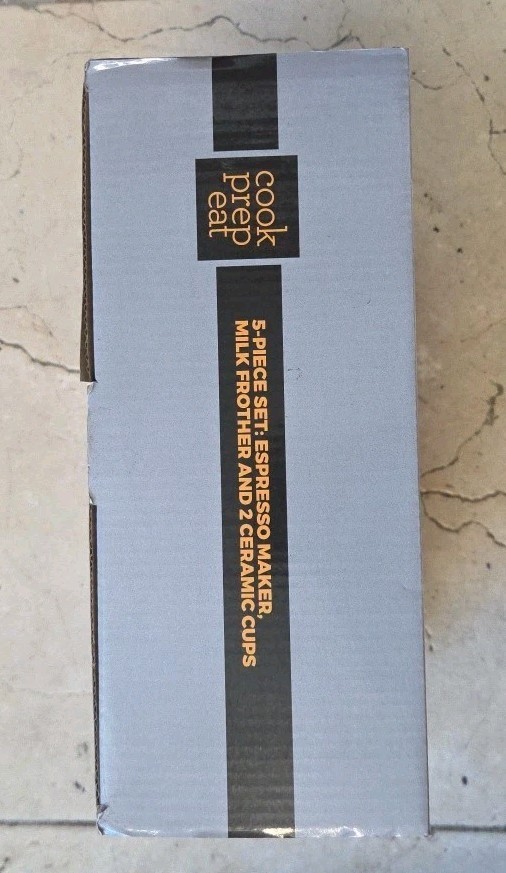 cook
prep
eat
5-PIECE SET: ESPRESSO MAKER,
MILK FROTHER AND 2 CERAMIC CUPS